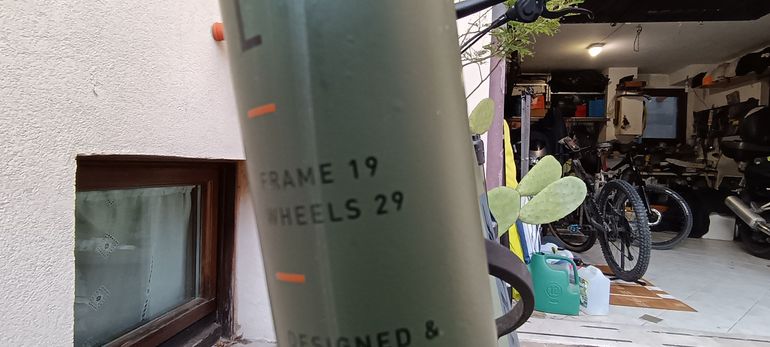 L
FRAME 19
WHEELS 29
DESIGNED &